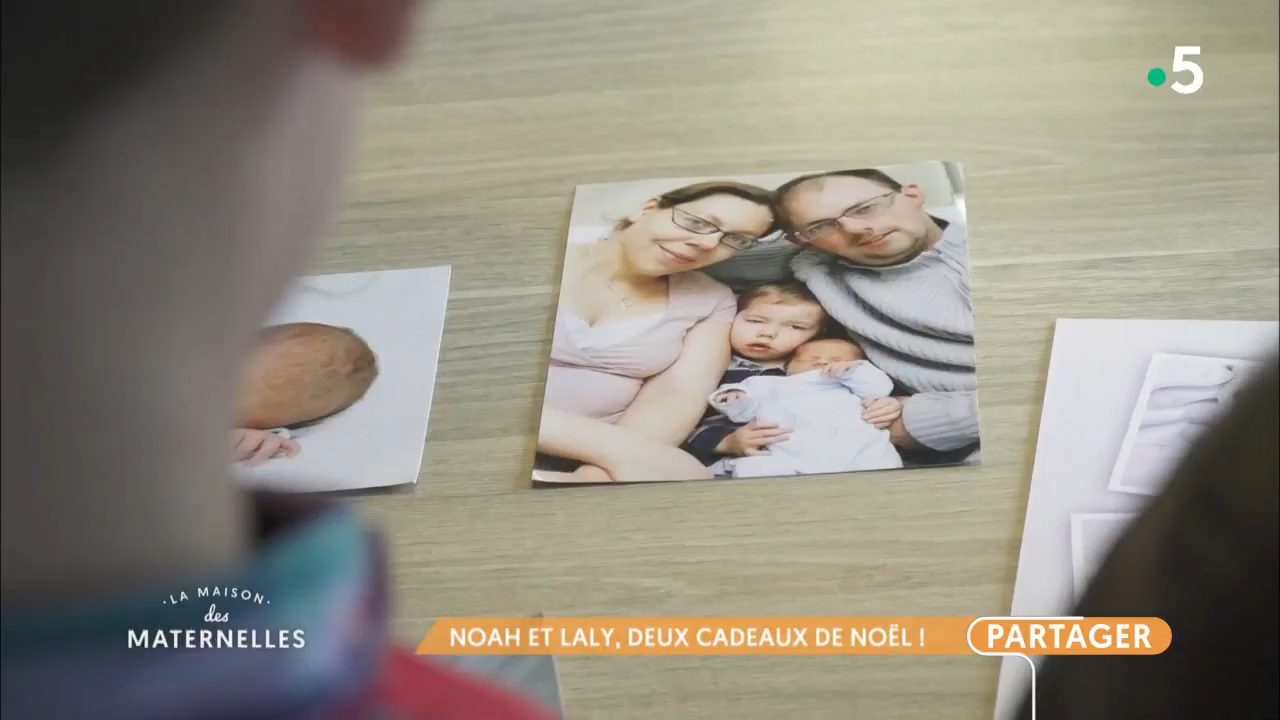 5
·LA MAISON·
des
MATERNELLES
NOAH ET LALY, DEUX CADEAUX DE NOËL !
PARTAGER